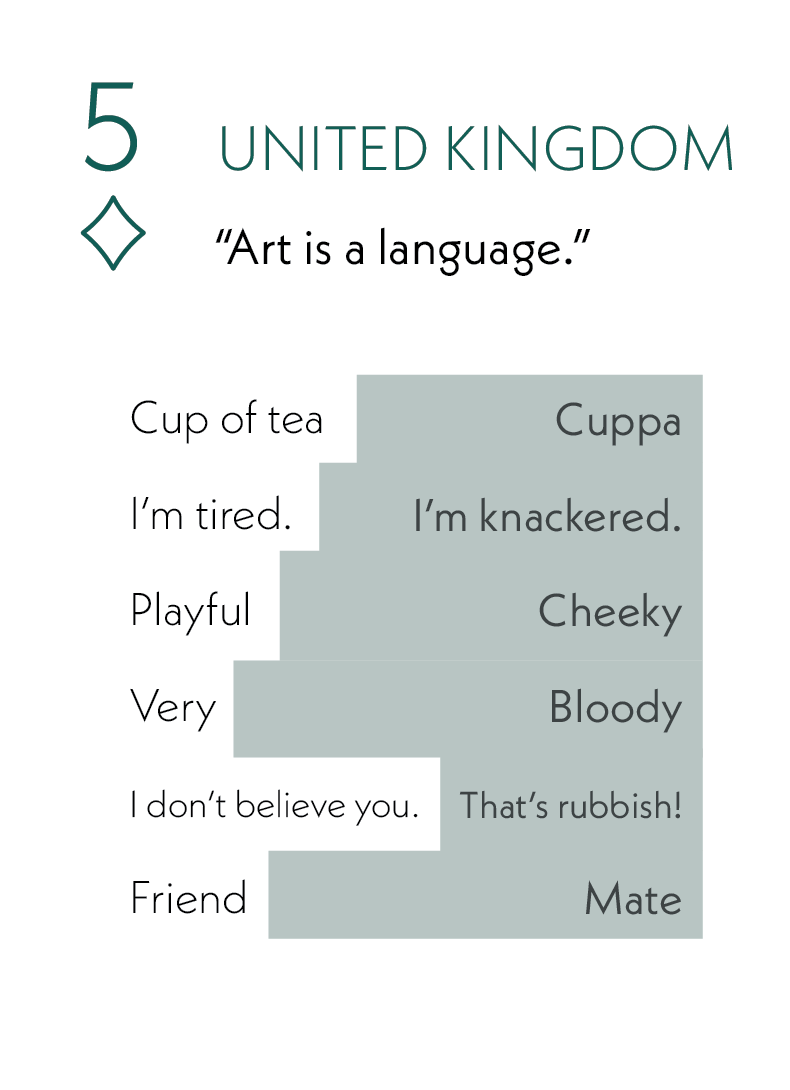 5
UNITED KINGDOM
“Art is a language.”
Cup of tea Cuppa
I’m tired. I’m knackered.
Playful Cheeky
Very Bloody
I don’t believe you. That’s rubbish!
Friend Mate